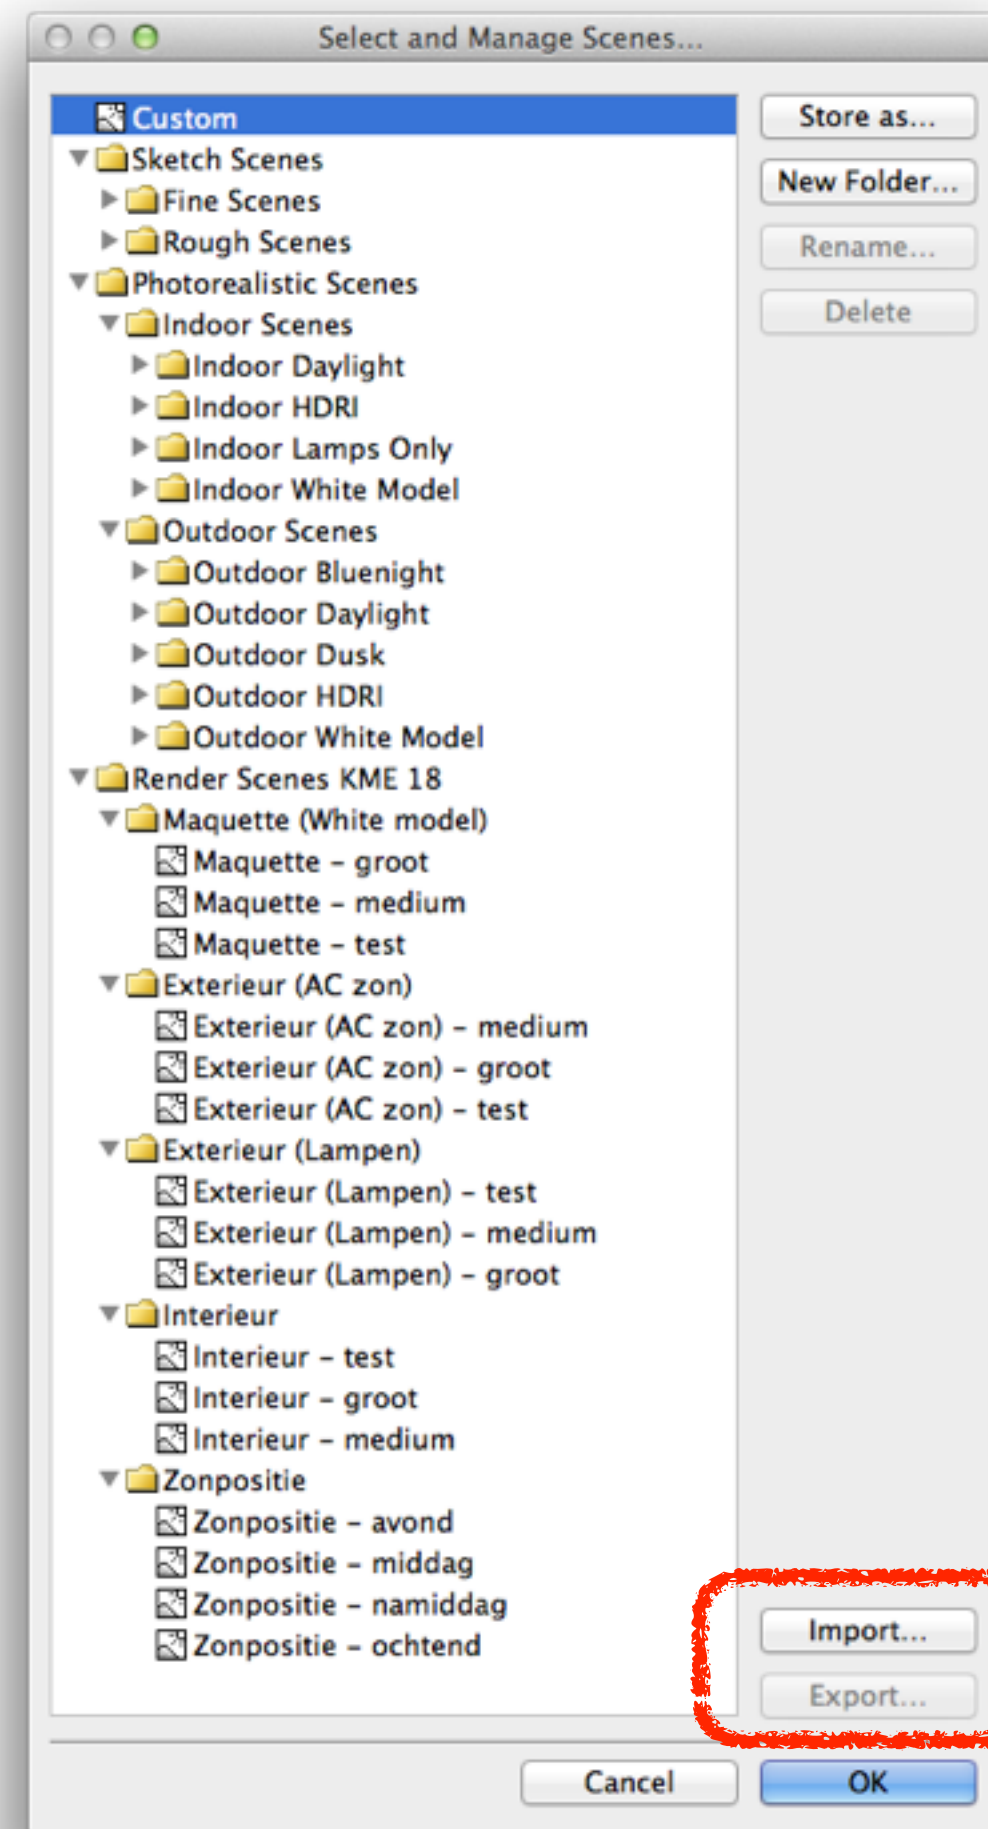 Select and Manage Scenes...
Custom
Store as...
Sketch Scenes
Fine Scenes
New Folder...
Rough Scenes
Rename...
Photorealistic Scenes
Indoor Scenes
Delete
Indoor Daylight
Indoor HDRI
Indoor Lamps Only
Indoor White Model
Outdoor Scenes
Outdoor Bluenight
Outdoor Daylight
Outdoor Dusk
Outdoor HDRI
Outdoor White Model
Render Scenes KME 18
Maquette (White model)
Maquette – groot
Maquette – medium
Maquette – test
Exterieur (AC zon)
Exterieur (AC zon) – medium
Exterieur (AC zon) – groot
Exterieur (AC zon) – test
Exterieur (Lampen)
Exterieur (Lampen) – test
Exterieur (Lampen) – medium
Exterieur (Lampen) – groot
Interieur
Interieur – test
Interieur – groot
Interieur – medium
Zonpositie
Zonpositie – avond
Zonpositie – middag
Zonpositie – namiddag
Zonpositie – ochtend
Import...
Export...
Cancel
OK